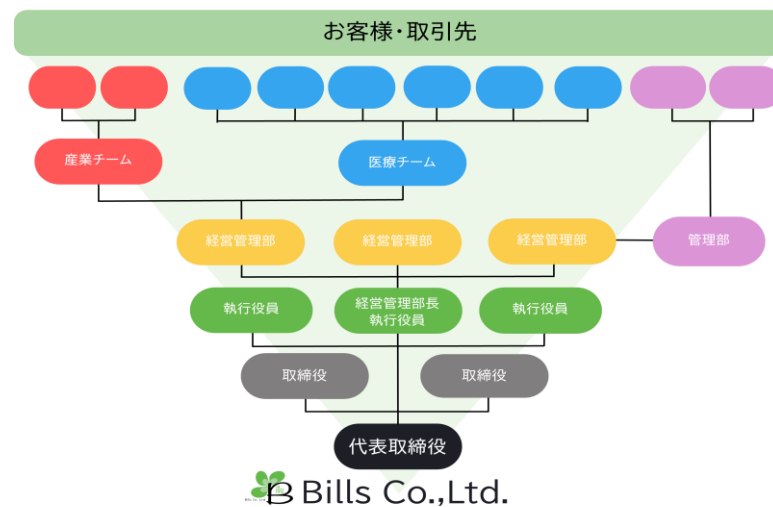 お客様・取引先
産業チーム
医療チーム
経営管理部
経営管理部
経営管理部
管理部
執行役員
経営管理部長
執行役員
執行役員
取締役
取締役
代表取締役
Bills Co.,Ltd.